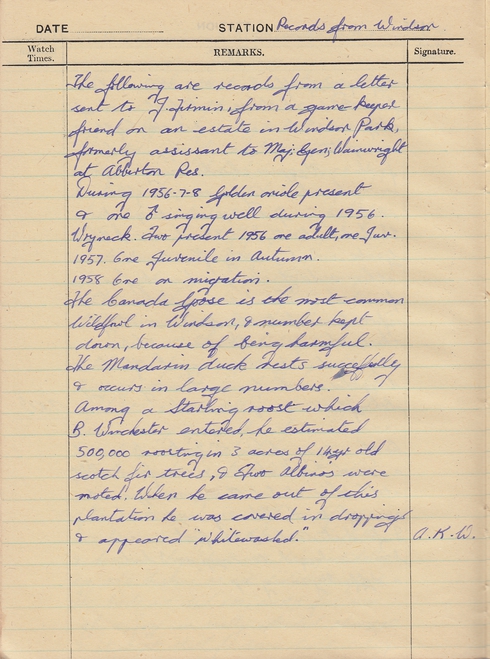 DATE STATION Records from Windsor
Watch Times. REMARKS. Signature.
The following are records from a letter
sent to J. Firmin, from a game keeper
friend on an estate in Windsor Park,
formerly assissant to Maj; Gen; Wainwright
at Abberton Res.
During 1956-7-8 Golden oriole present
& one ♂ singing well during 1956.
Wryneck. Two present 1956 one adult, one Juv.
1957. One Juvenile in Autumn.
1958 One on migration.
The Canada Goose is the most common
Wildfowl in Windsor, & number kept
down, because of being harmful.
The Mandarin duck nests succefully
& occurs in large numbers.
Among a Starling roost which
B. Winchester entered, he estimated
500,000 roosting in 3 acres of 14yr old
scotch fir trees, & Two Albinos were
noted. When he came out of this
plantation he was covered in droppings
& appeared "whitewashed." A.K.W.